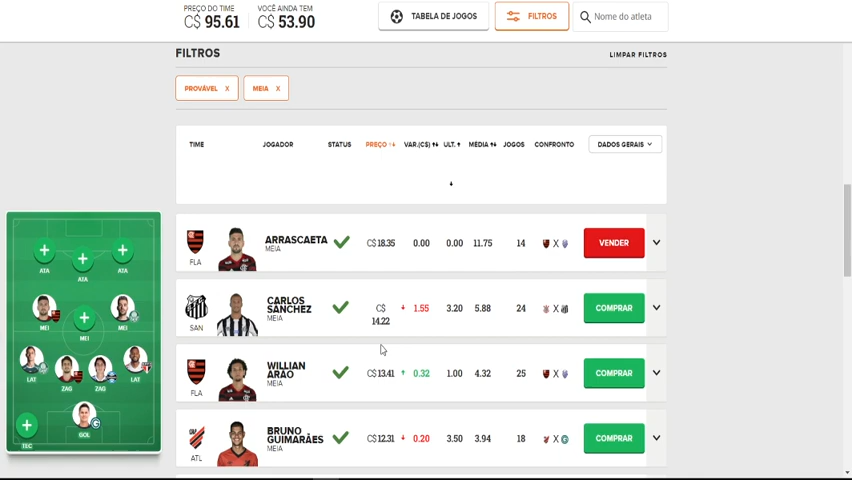 PREÇO DO TIME
C$ 95.61
VOCÊ AINDA TEM
C$ 53.90
TABELA DE JOGOS
FILTROS
Nome do atleta
FILTROS
LIMPAR FILTROS
PROVÁVEL X
MEIA X
TIME JOGADOR STATUS PREÇO VAR.(C$) ULT. MÉDIA JOGOS CONFRONTO DADOS GERAIS
FLA
ARRASCAETA
MEIA
C$ 18.35 0.00 0.00 11.75 14 X VENDER
SAN
CARLOS
SÁNCHEZ
MEIA
C$
14.22
1.55 3.20 5.88 24 X COMPRAR
FLA
WILLIAN
ARÃO
MEIA
C$ 13.41 0.32 1.00 4.32 25 X COMPRAR
ATL
BRUNO
GUIMARÃES
MEIA
C$ 12.31 0.20 3.50 3.94 18 X COMPRAR
ATA ATA ATA
MEI MEI MEI
LAT ZAG ZAG LAT
GOL
TEC